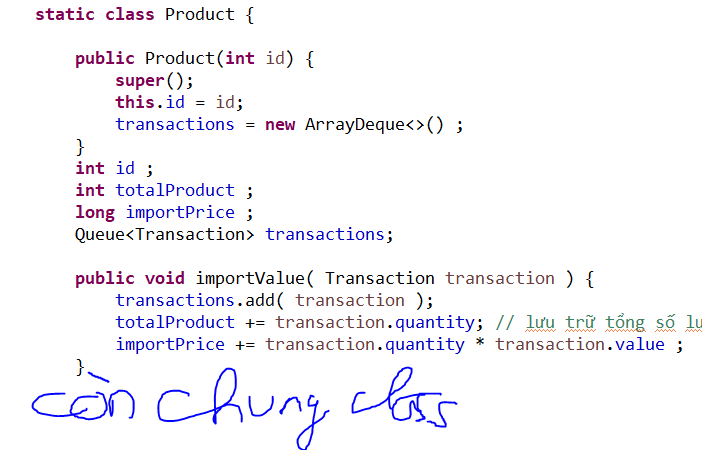 static class Product {
public Product(int id) {
super();
this.id = id;
transactions = new ArrayDeque<>() ;
}
int id ;
int totalProduct ;
long importPrice ;
Queue<Transaction> transactions;
public void importValue( Transaction transaction ) {
transactions.add( transaction );
totalProduct += transaction.quantity; // lưu trữ tổng số lu
importPrice += transaction.quantity * transaction.value ;
}
còn chung class